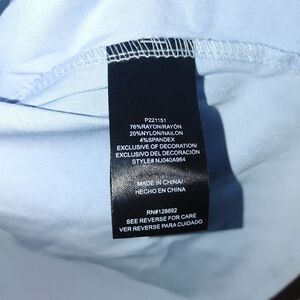 P221151
76%RAYON/RAYÓN
20%NYLON/NAILON
4%SPANDEX
EXCLUSIVE OF DECORATION/
EXCLUSIVO DEL DECORACIÓN
STYLE# NJ040A964
MADE IN CHINA/
HECHO EN CHINA
RN#128692
SEE REVERSE FOR CARE
VER REVERSE PARA CUIDADO